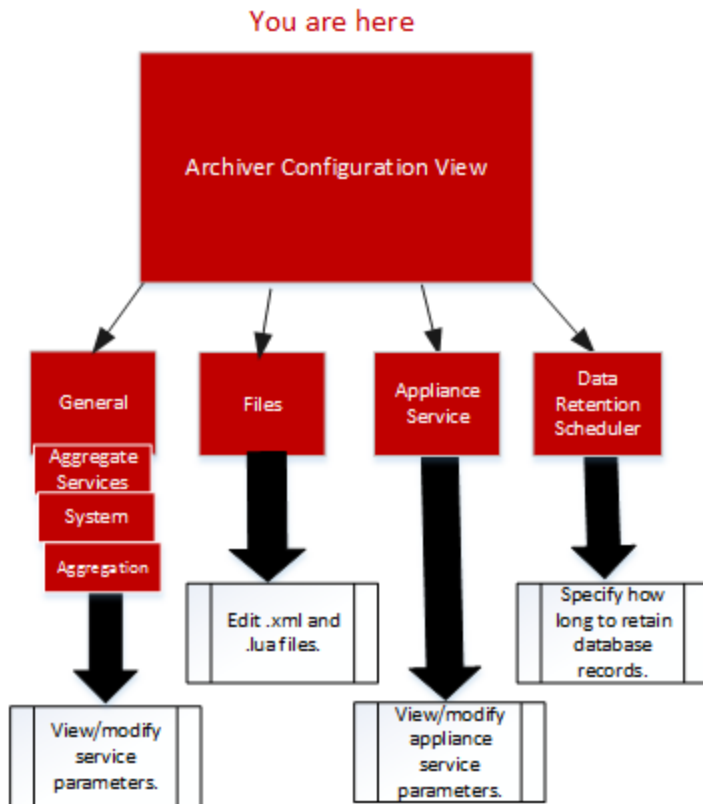 You are here
Archiver Configuration View
General
Files
Appliance
Service
Data
Retention
Scheduler
Aggregate
Services
System
Aggregation
Edit .xml and
.lua files.
Specify how
long to retain
database
records.
View/modify
service
parameters.
View/modify
appliance
service
parameters.